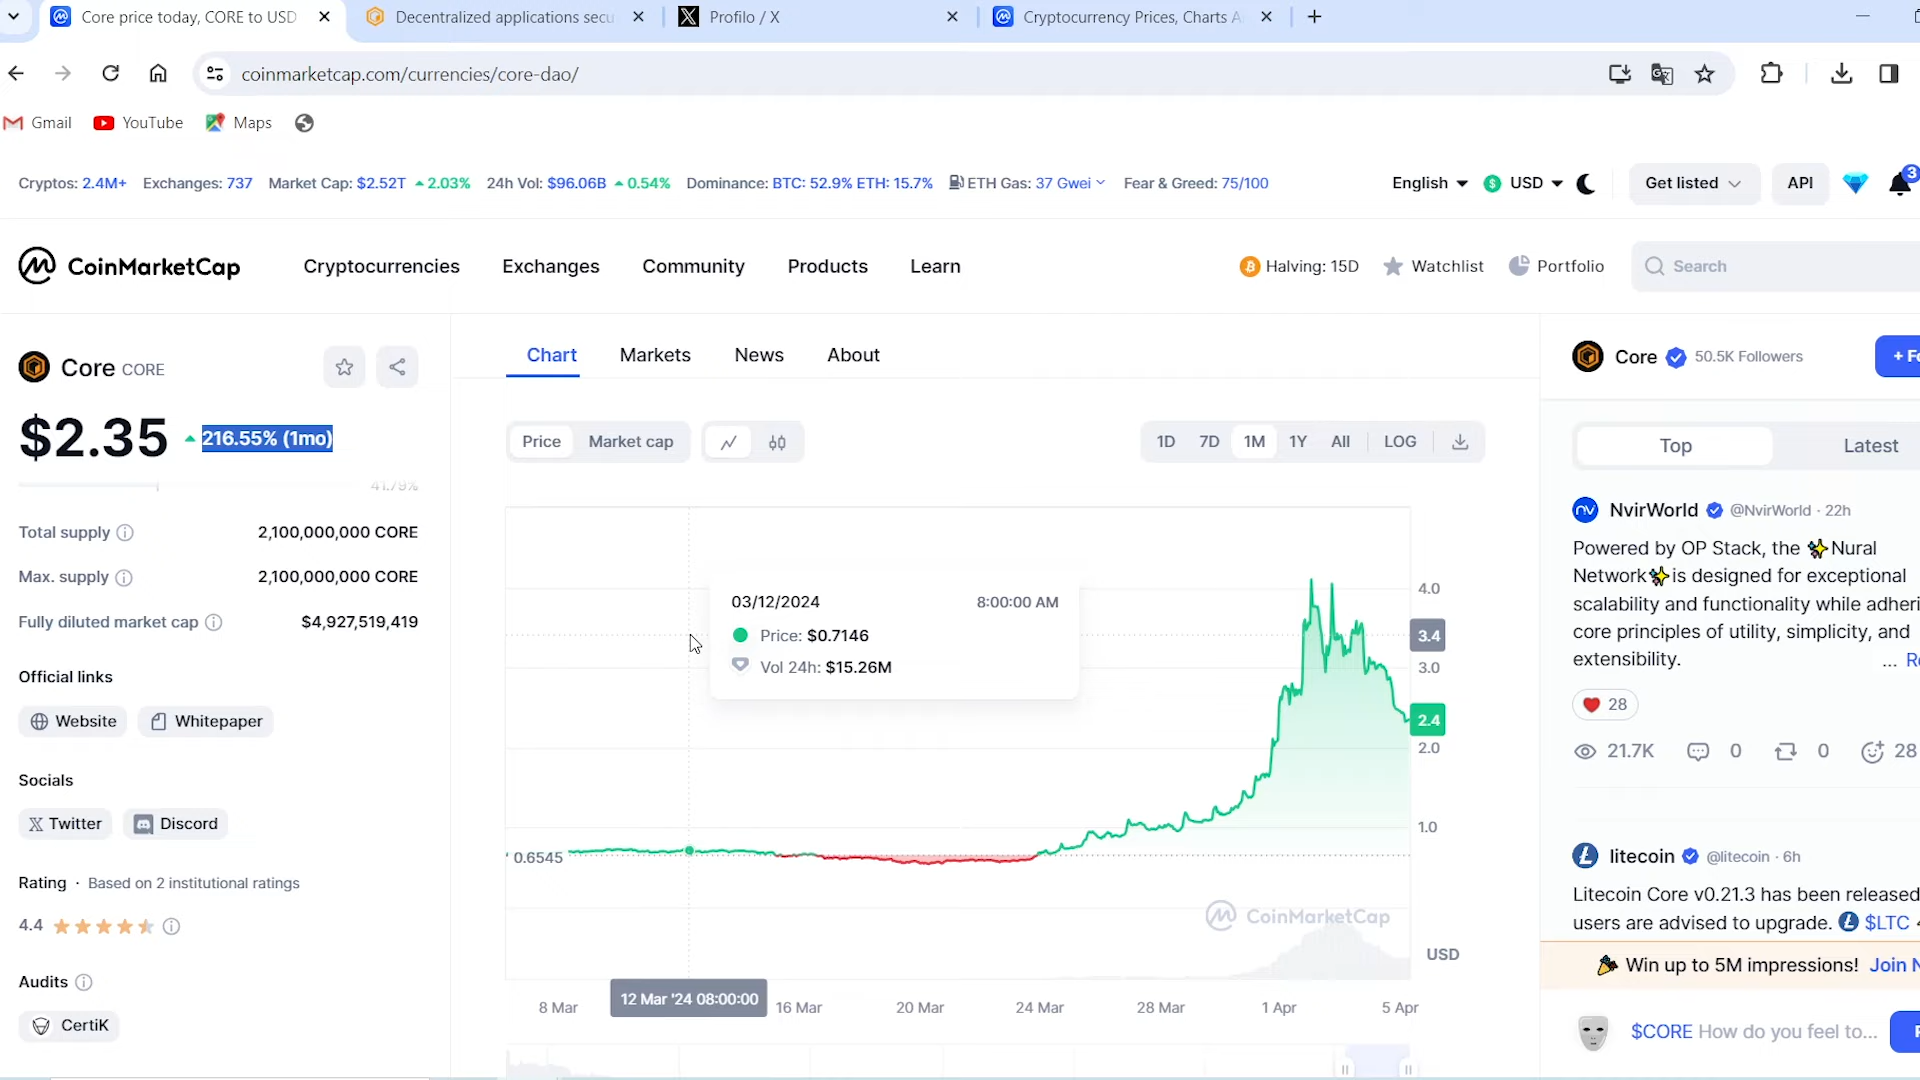 Core price today, CORE to USD
Decentralized applications secu
Profilo / X
Cryptocurrency Prices, Charts A
coinmarketcap.com/currencies/core-dao/
Gmail
YouTube
Maps
Cryptos: 2.4M+ Exchanges: 737 Market Cap: $2.52T 2.03% 24h Vol: $96.06B 0.54% Dominance: BTC: 52.9% ETH: 15.7% ETH Gas: 37 Gwei Fear & Greed: 75/100
English USD Get listed API 3
CoinMarketCap
Cryptocurrencies Exchanges Community Products Learn
Halving: 15D Watchlist Portfolio Search
Core CORE
$2.35 216.55% (1mo)
41.79%
Total supply 2,100,000,000 CORE
Max. supply 2,100,000,000 CORE
Fully diluted market cap $4,927,519,419
Official links
Website Whitepaper
Socials
Twitter Discord
Rating · Based on 2 institutional ratings
4.4
Audits
CertiK
Chart Markets News About
Price Market cap
1D 7D 1M 1Y All LOG
03/12/2024 8:00:00 AM
Price: $0.7146
Vol 24h: $15.26M
4.0
3.4
3.0
2.4
2.0
1.0
0.6545
CoinMarketCap
USD
8 Mar 12 Mar '24 08:00:00 16 Mar 20 Mar 24 Mar 28 Mar 1 Apr 5 Apr
Core 50.5K Followers
+ Fo
Top Latest
NvirWorld @NvirWorld · 22h
Powered by OP Stack, the ✨Nural
Network✨is designed for exceptional
scalability and functionality while adheri
core principles of utility, simplicity, and
extensibility. ... Re
28
21.7K 0 0 28
litecoin @litecoin · 6h
Litecoin Core v0.21.3 has been released
users are advised to upgrade. $LTC
Win up to 5M impressions! Join N
$CORE How do you feel to...
P